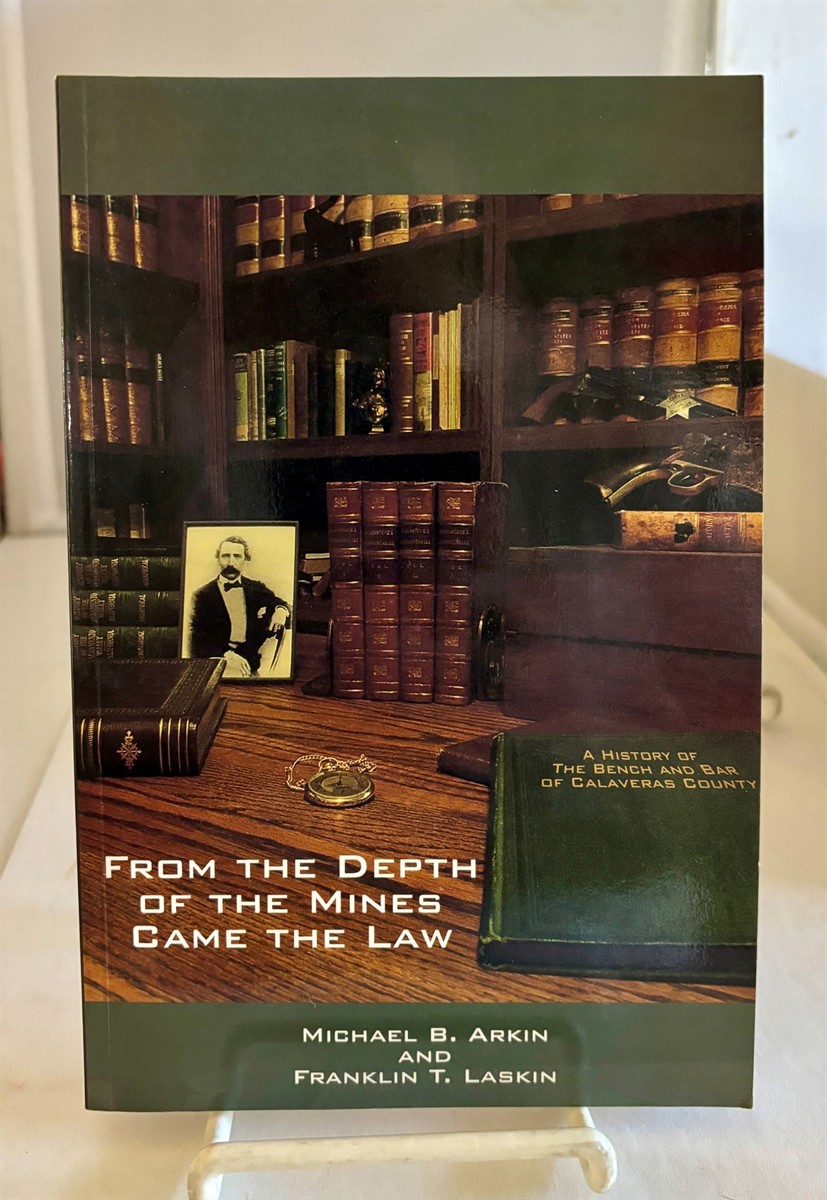 A History of
The Bench and Bar
of Calaveras County
From the Depth
of the Mines
Came the Law
Michael B. Arkin
and
Franklin T. Laskin